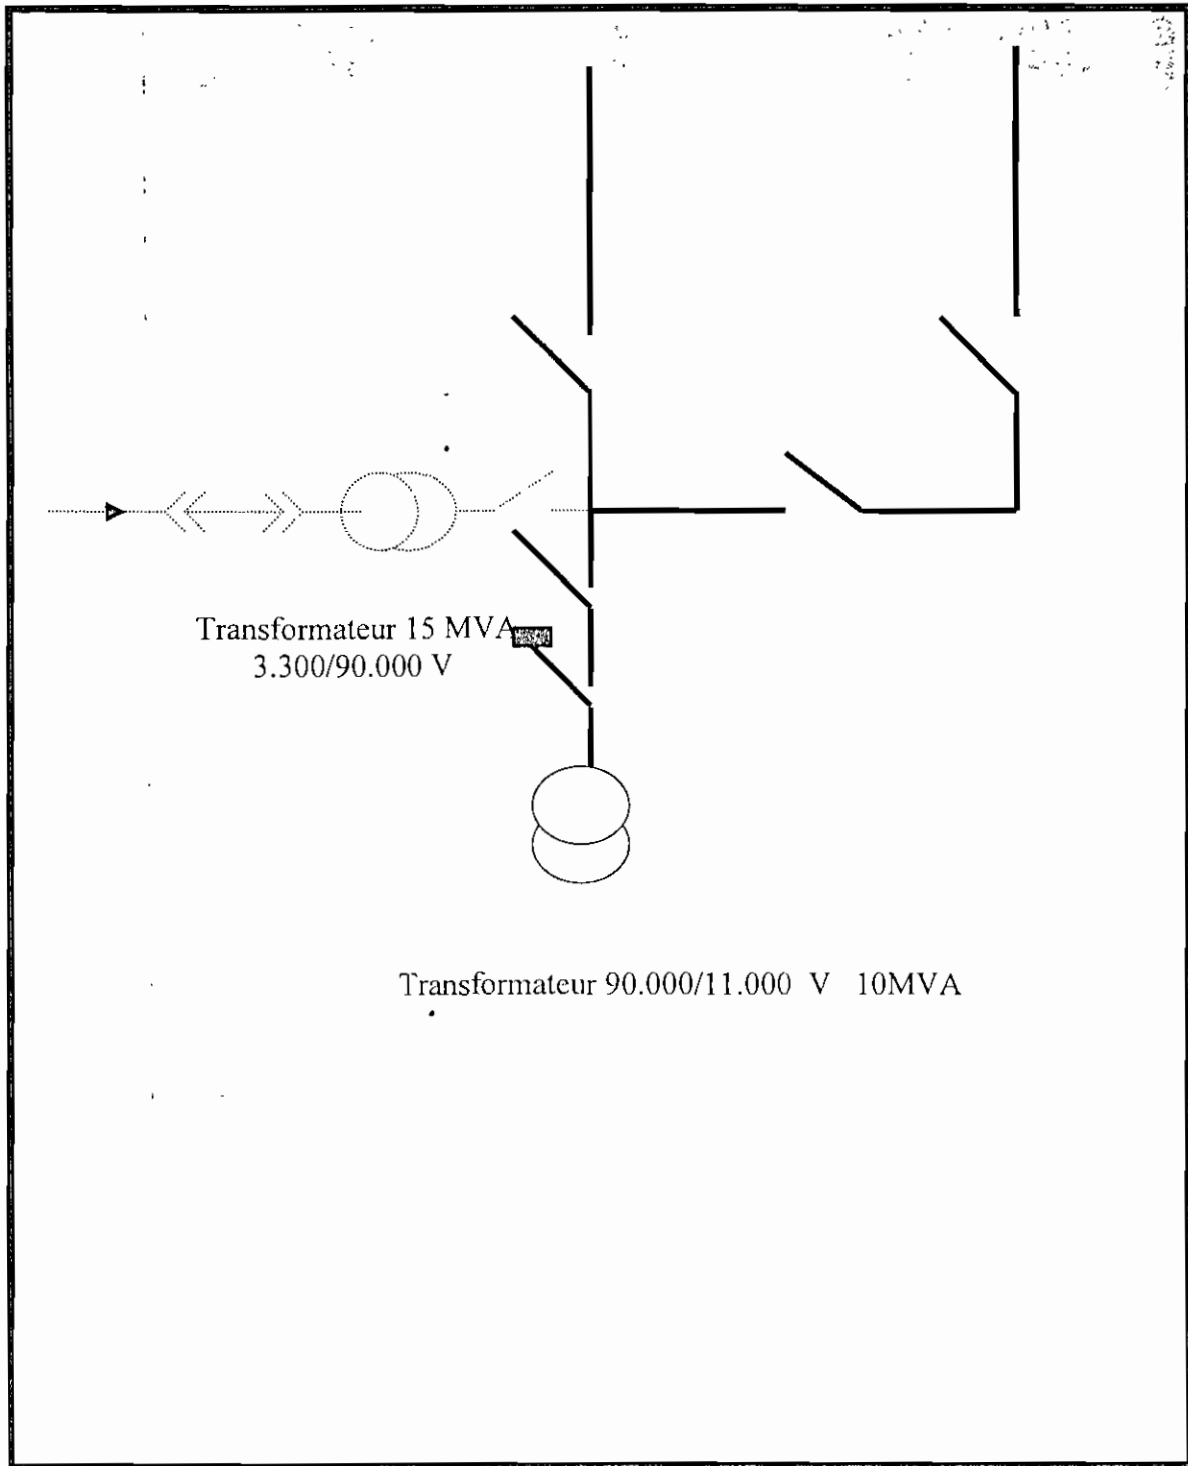 Transformateur 15 MVA
3.300/90.000 V
Transformateur 90.000/11.000 V 10MVA